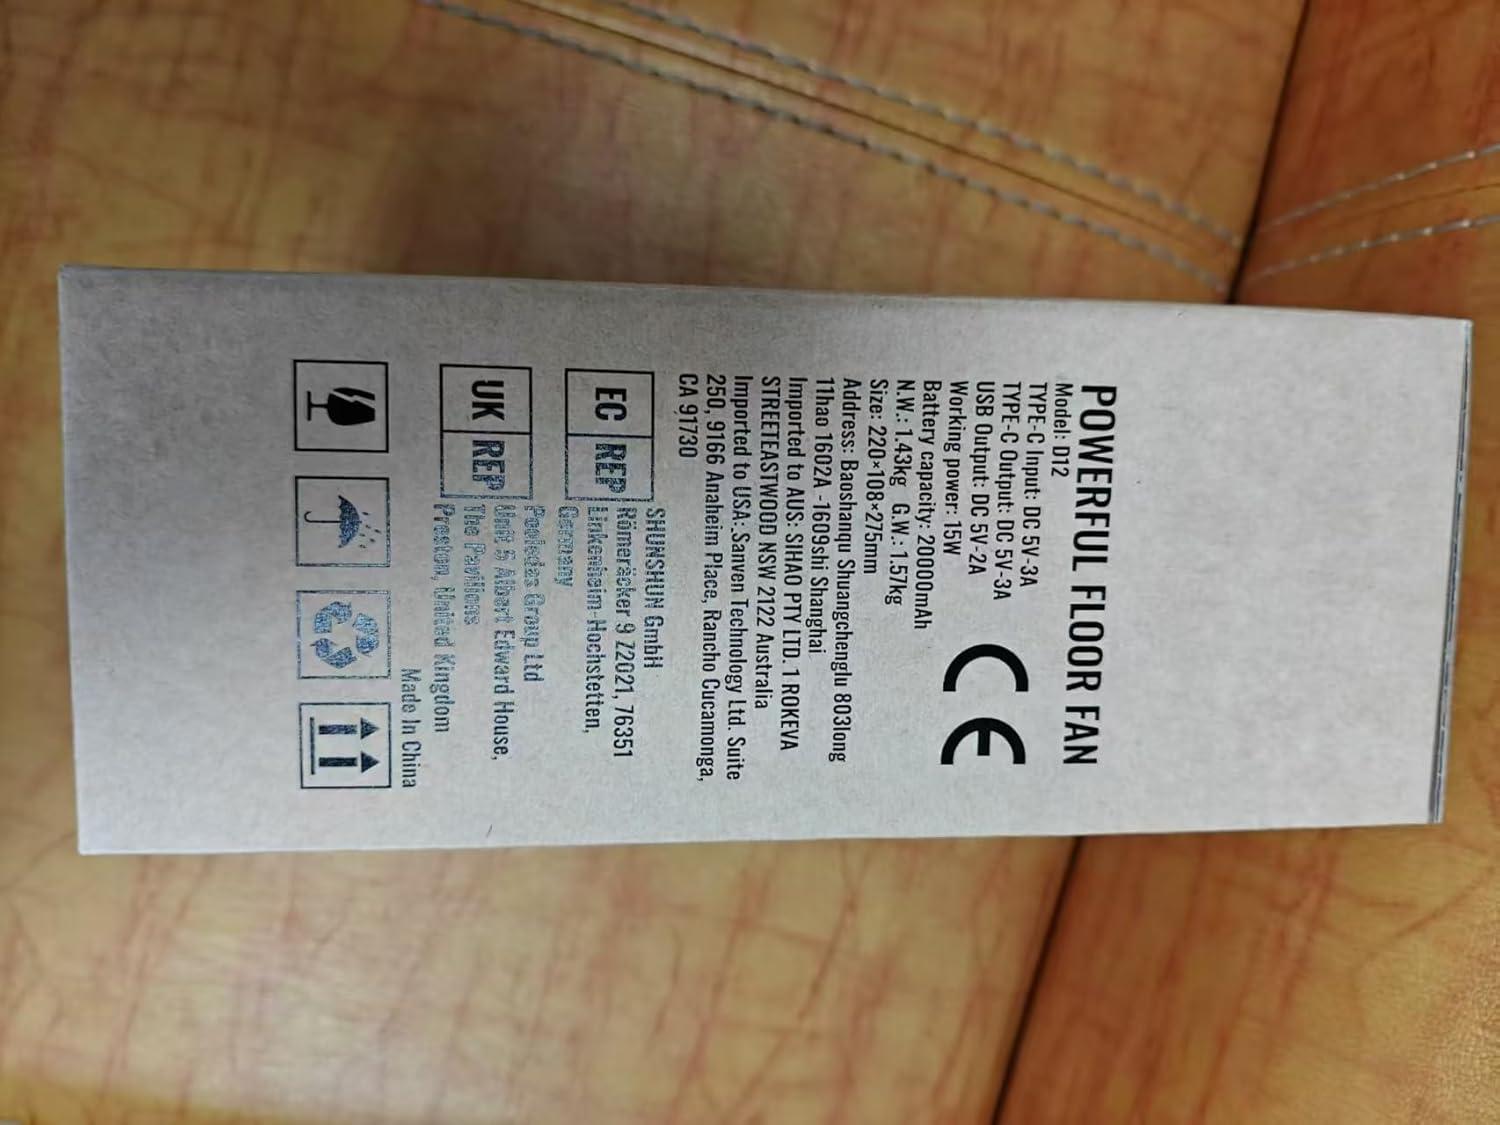 POWERFUL FLOOR FAN
Model: D12
TYPE-C Input: DC 5V-3A
TYPE-C Output: DC 5V-3A
USB Output: DC 5V-2A
Working power: 15W
Battery capacity: 20000mAh
N.W.: 1.43kg G.W.: 1.57kg
Size: 220×108×275mm
CE
Address: Baoshanqu Shuangchenglu 803long
11hao 1602A -1609shi Shanghai
Imported to AUS: SIHAO PTY LTD. 1 ROKEVA
STREETEASTWOOD NSW 2122 Australia
Imported to USA: Sanven Technology Ltd. Suite
250, 9166 Anaheim Place, Rancho Cucamonga,
CA 91730
EC REP
SHUNSHUN GmbH
Römeräcker 9 Z2021, 76351
Linkenheim-Hochstetten,
Germany
UK REP
Pooledas Group Ltd
Unit 5 Albert Edward House,
The Pavilions
Preston, United Kingdom
Made In China